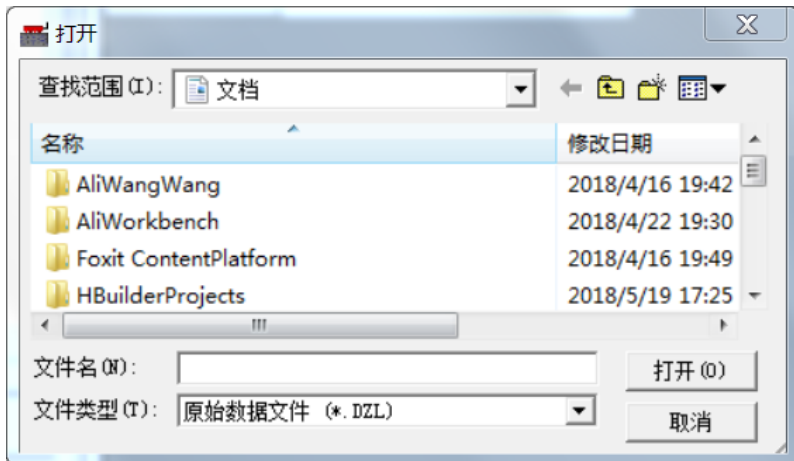 打开
查找范围(I): 文档
名称 修改日期
AliWangWang 2018/4/16 19:42
AliWorkbench 2018/4/22 19:30
Foxit ContentPlatform 2018/4/16 19:49
HBuilderProjects 2018/5/19 17:25
文件名(N): 打开(O)
文件类型(T): 原始数据文件 (*.DZL) 取消